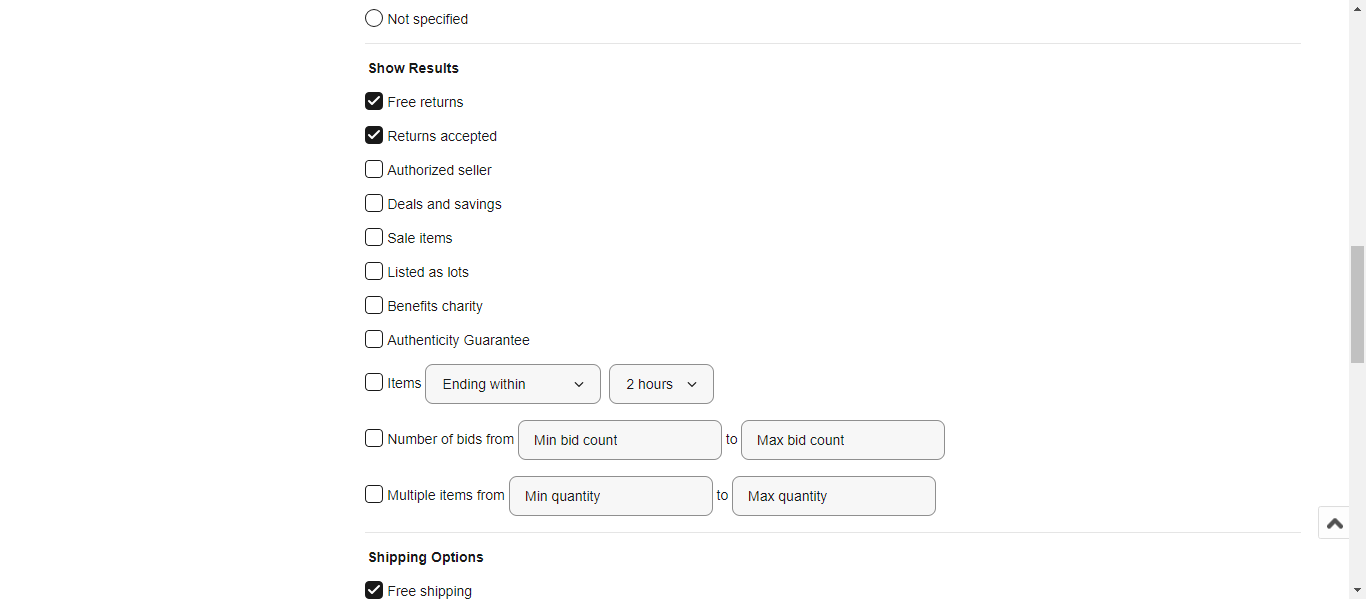 Not specified
Show Results
Free returns
Returns accepted
Authorized seller
Deals and savings
Sale items
Listed as lots
Benefits charity
Authenticity Guarantee
Items Ending within 2 hours
Number of bids from Min bid count to Max bid count
Multiple items from Min quantity to Max quantity
Shipping Options
Free shipping